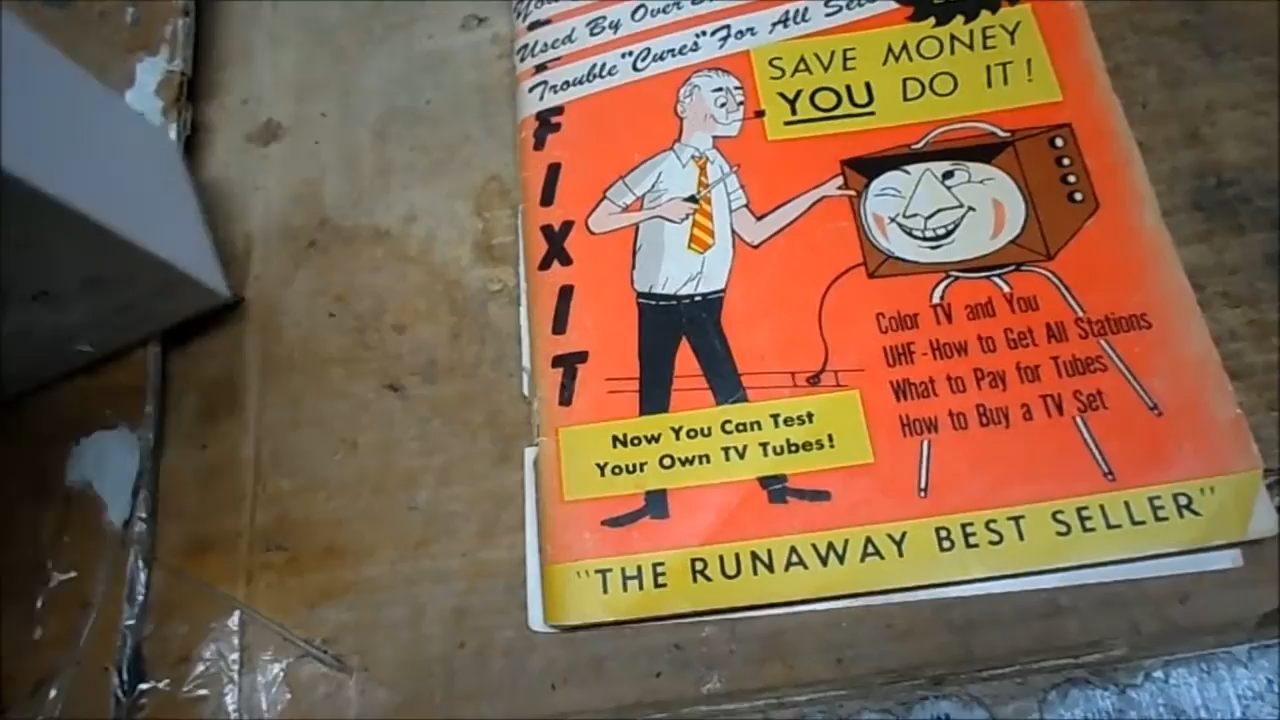 Used By Over
Trouble "Cures" For All Sets
SAVE MONEY
YOU DO IT!
FIXIT
Color TV and You
UHF-How to Get All Stations
What to Pay for Tubes
How to Buy a TV Set
Now You Can Test
Your Own TV Tubes!
"THE RUNAWAY BEST SELLER"